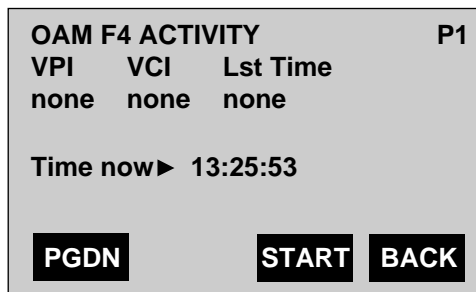 OAM F4 ACTIVITY P1
VPI VCI Lst Time
none none none
Time now► 13:25:53
PGDN START BACK